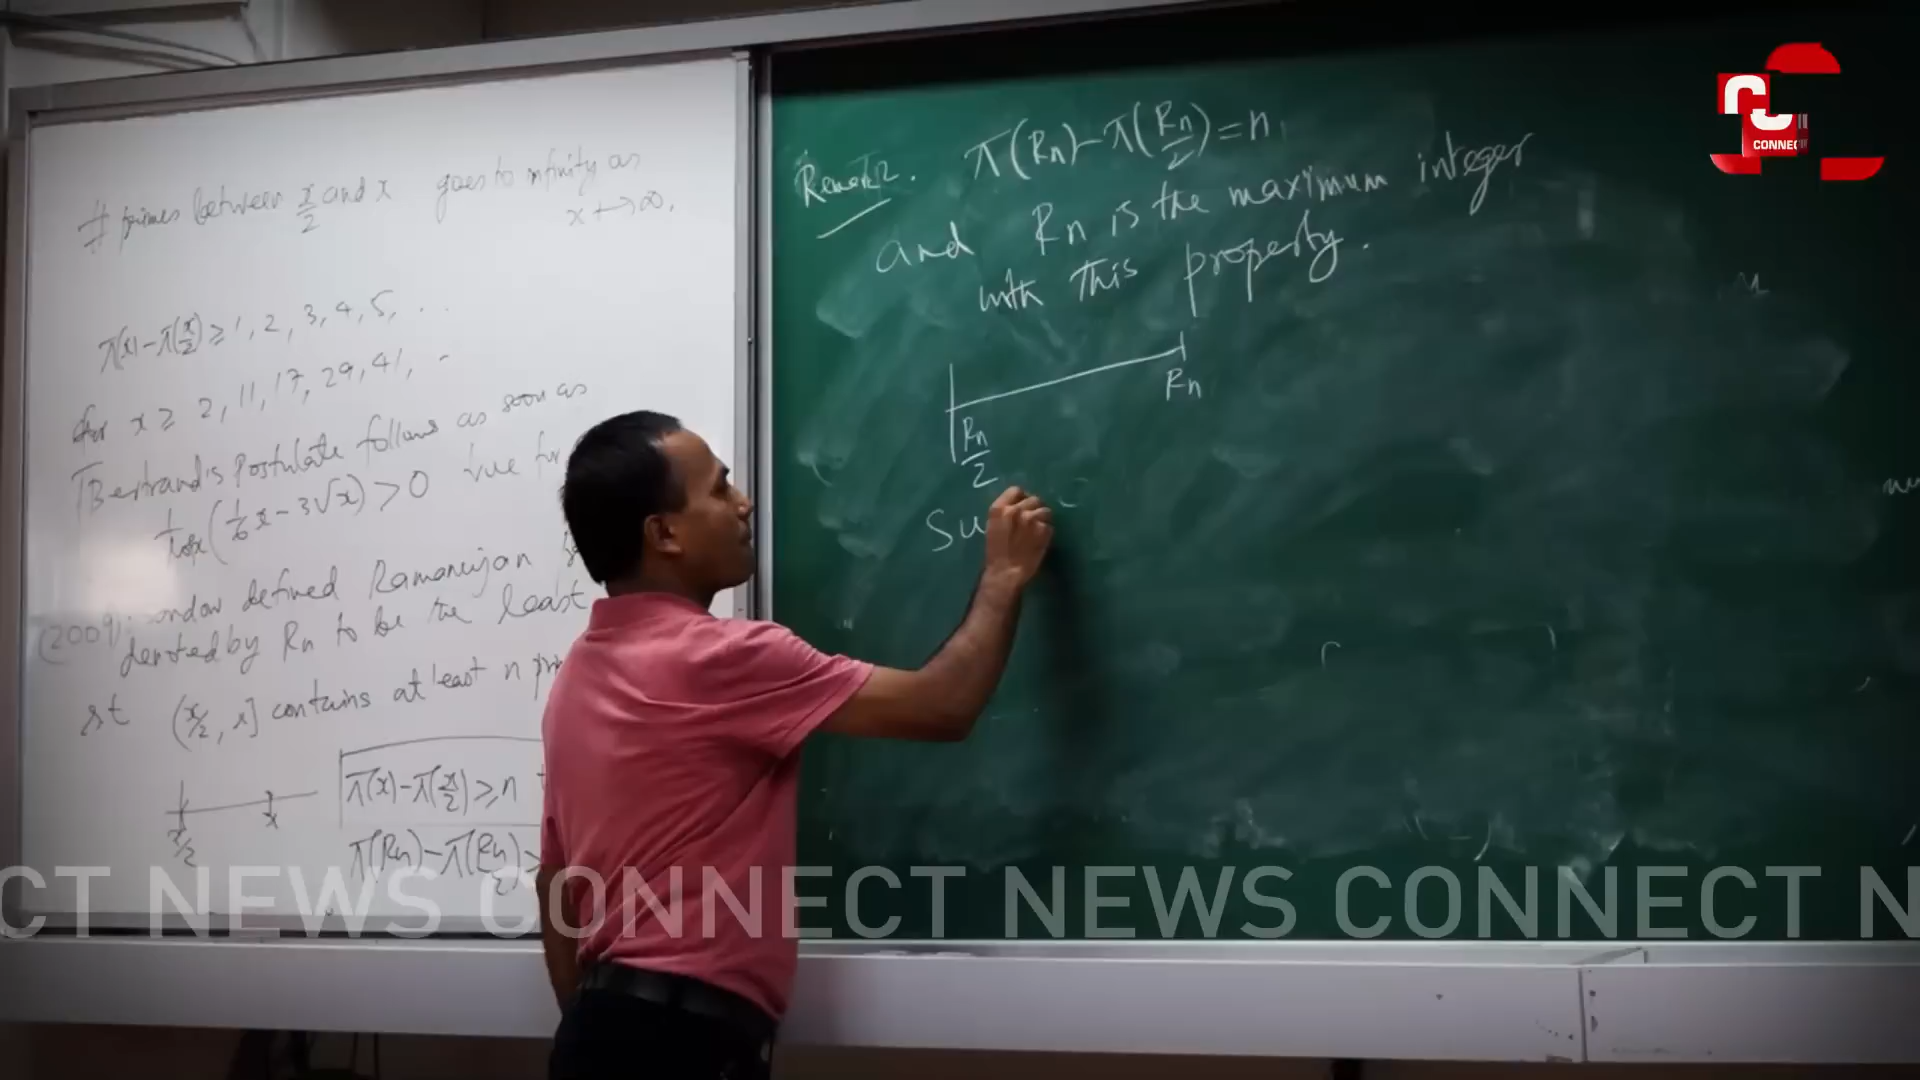 # primes between x/2 and x goes to infinity as
x → ∞.
π(x) - π(x/2) ≥ 1, 2, 3, 4, 5, ...
for x ≥ 2, 11, 17, 29, 41, ..
Bertrand's Postulate follows as soon as
1/log x (1/6 x - 3√x) > 0 true for
(2009) Sondow defined Ramanujan
denoted by Rn to be the least
st (x/2, x] contains at least n
x/2 x
π(x) - π(x/2) ≥ n
π(Rn) - π(Rn/2) ≥
Remark 2. π(Rn) - π(Rn/2) = n.
and Rn is the maximum integer
with this property.
Rn/2 Rn
Su
CONNECT
CT NEWS CONNECT NEWS CONNECT N